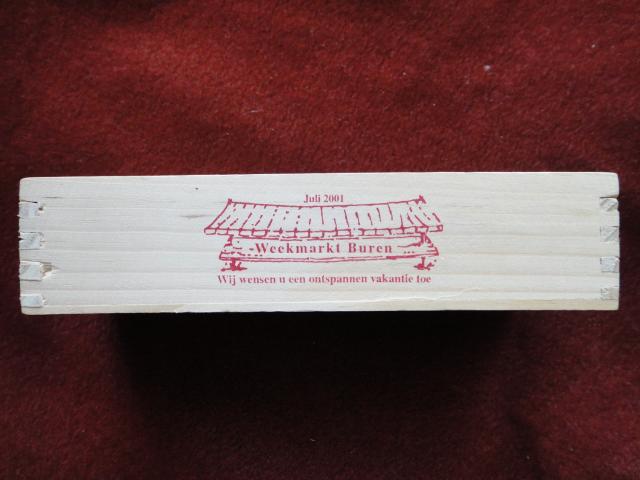 Juli 2001
-Weekmarkt Buren
Wij wensen u een ontspannen vakantie toe